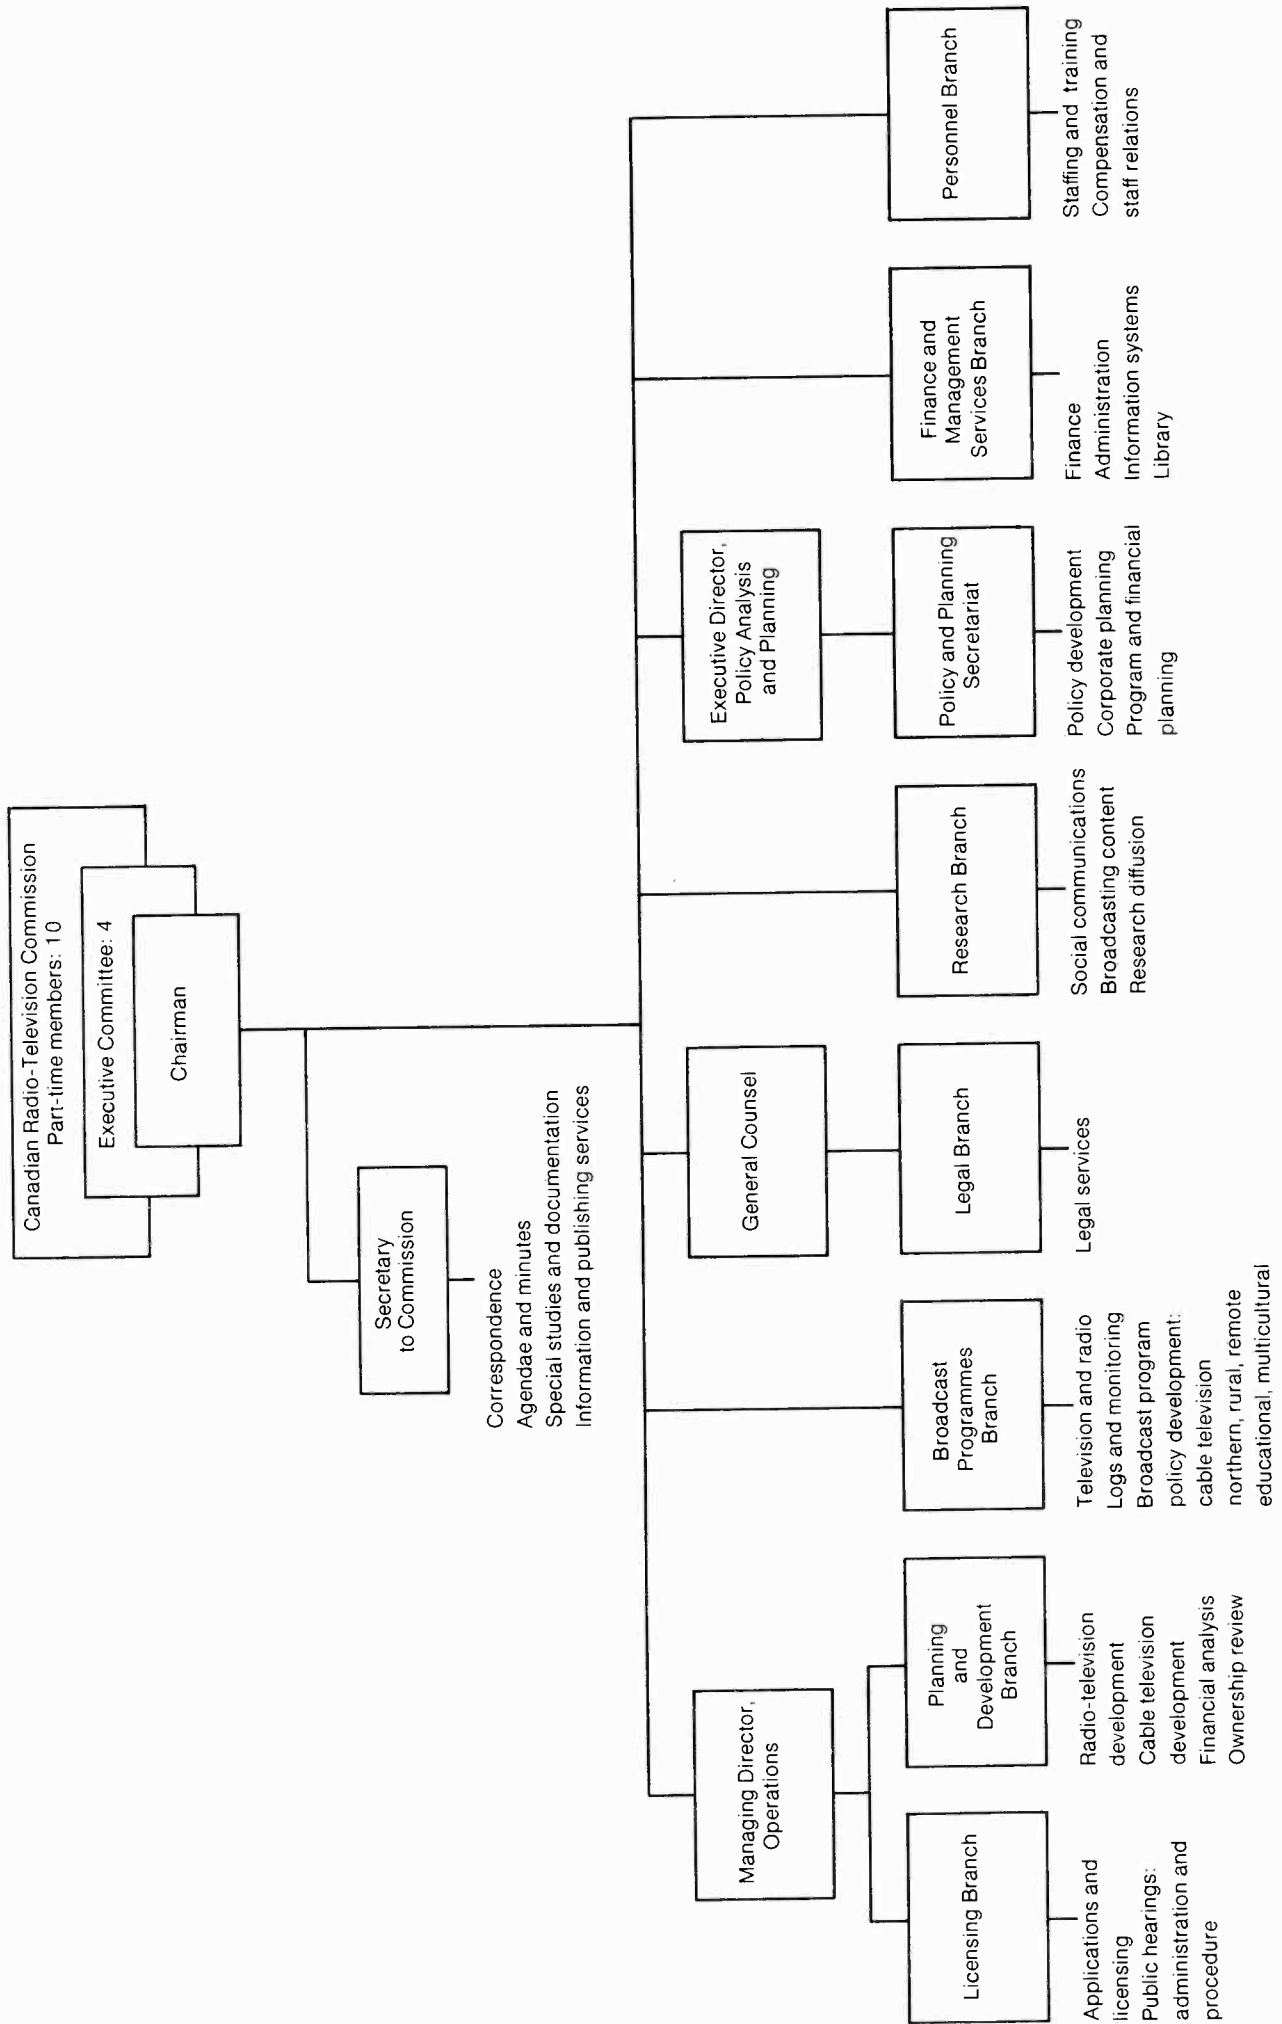 Canadian Radio-Television Commission
Part-time members: 10
Executive Committee: 4
Chairman
Secretary
to Commission
Correspondence
Agendae and minutes
Special studies and documentation
Information and publishing services
Managing Director,
Operations
Licensing Branch
Applications and
licensing
Public hearings:
administration and
procedure
Planning
and
Development
Branch
Radio-television
development
Cable television
development
Financial analysis
Ownership review
Broadcast
Programmes
Branch
Television and radio
Logs and monitoring
Broadcast program
policy development:
cable television
northern, rural, remote
educational, multicultural
General Counsel
Legal Branch
Legal services
Research Branch
Social communications
Broadcasting content
Research diffusion
Executive Director,
Policy Analysis
and Planning
Policy and Planning
Secretariat
Policy development
Corporate planning
Program and financial
planning
Finance and
Management
Services Branch
Finance
Administration
Information systems
Library
Personnel Branch
Staffing and training
Compensation and
staff relations